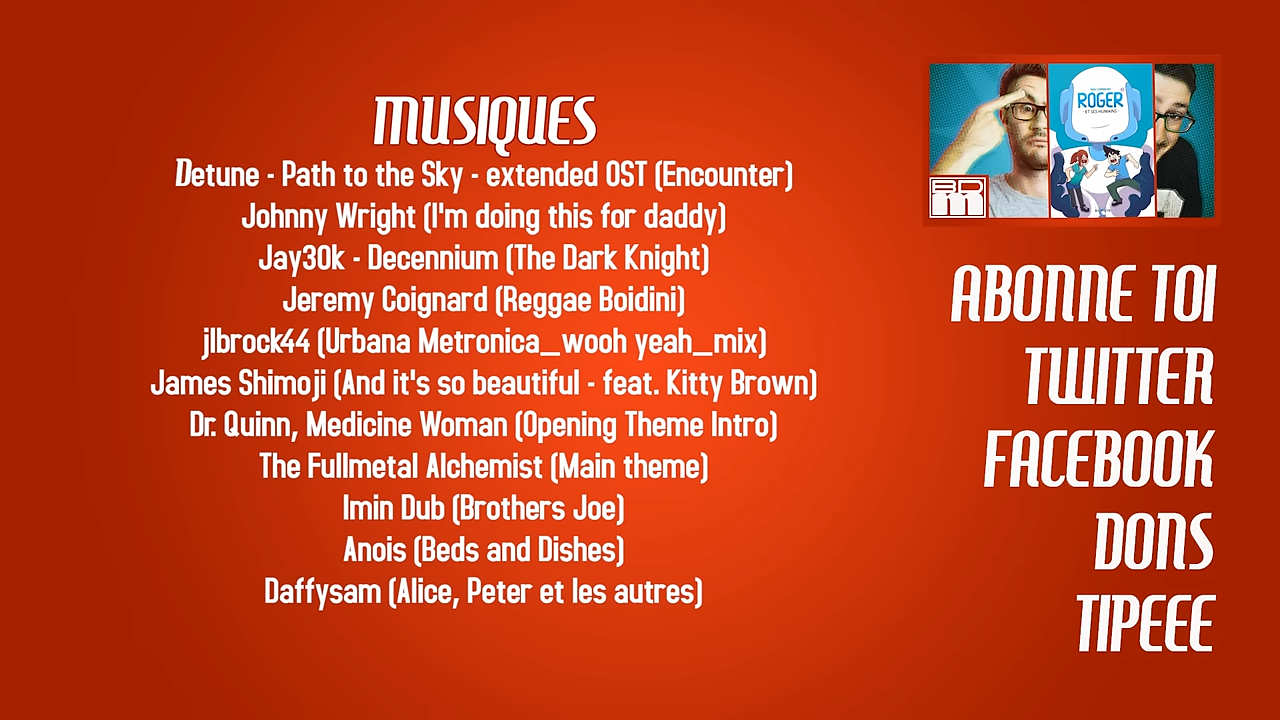 MUSIQUES
Detune - Path to the Sky - extended OST (Encounter)
Johnny Wright (I'm doing this for daddy)
Jay30k - Decennium (The Dark Knight)
Jeremy Coignard (Reggae Boidini)
jlbrock44 (Urbana Metronica_wooh yeah_mix)
James Shimoji (And it's so beautiful - feat. Kitty Brown)
Dr. Quinn, Medicine Woman (Opening Theme Intro)
The Fullmetal Alchemist (Main theme)
Imin Dub (Brothers Joe)
Anois (Beds and Dishes)
Daffysam (Alice, Peter et les autres)
ROGER
ET SES HUMAINS
BD
M
ABONNE TOI
TWITTER
FACEBOOK
DONS
TIPEEE